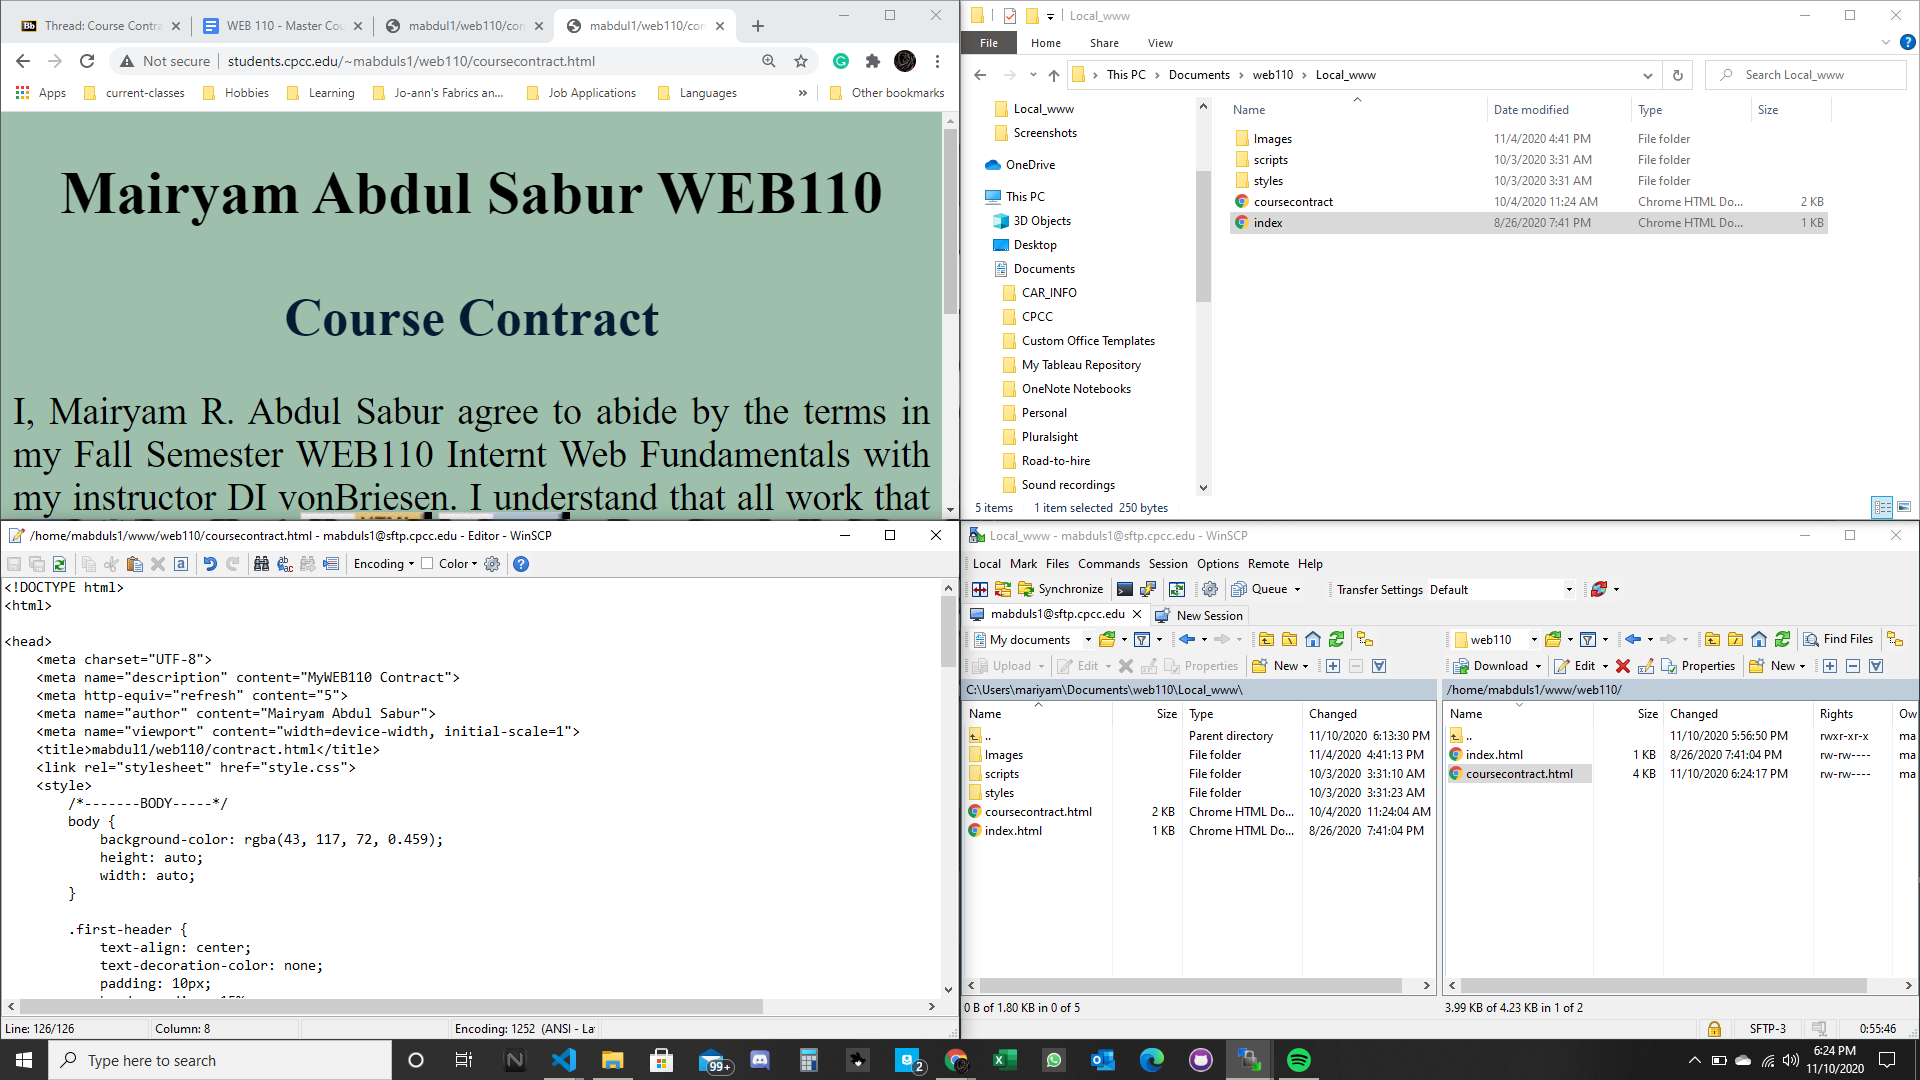 Thread: Course Contra
WEB 110 - Master Cou
mabdul1/web110/con
mabdul1/web110/con
Not secure
students.cpcc.edu/~mabduls1/web110/coursecontract.html
Apps
current-classes
Hobbies
Learning
Jo-ann's Fabrics an...
Job Applications
Languages
»
Other bookmarks
Mairyam Abdul Sabur WEB110
Course Contract
I, Mairyam R. Abdul Sabur agree to abide by the terms in
my Fall Semester WEB110 Internt Web Fundamentals with
my instructor DI vonBriesen. I understand that all work that
Local_www
File
Home
Share
View
This PC > Documents > web110 > Local_www
Search Local_www
Local_www
Screenshots
OneDrive
This PC
3D Objects
Desktop
Documents
CAR_INFO
CPCC
Custom Office Templates
My Tableau Repository
OneNote Notebooks
Personal
Pluralsight
Road-to-hire
Sound recordings
Name Date modified Type Size
Images 11/4/2020 4:41 PM File folder
scripts 10/3/2020 3:31 AM File folder
styles 10/3/2020 3:31 AM File folder
coursecontract 10/4/2020 11:24 AM Chrome HTML Do... 2 KB
index 8/26/2020 7:41 PM Chrome HTML Do... 1 KB
5 items 1 item selected 250 bytes
/home/mabduls1/www/web110/coursecontract.html - mabduls1@sftp.cpcc.edu - Editor - WinSCP
Encoding Color
<!DOCTYPE html>
<html>
<head>
<meta charset="UTF-8">
<meta name="description" content="MyWEB110 Contract">
<meta http-equiv="refresh" content="5">
<meta name="author" content="Mairyam Abdul Sabur">
<meta name="viewport" content="width=device-width, initial-scale=1">
<title>mabdul1/web110/contract.html</title>
<link rel="stylesheet" href="style.css">
<style>
/*-------BODY-----*/
body {
background-color: rgba(43, 117, 72, 0.459);
height: auto;
width: auto;
}
.first-header {
text-align: center;
text-decoration-color: none;
padding: 10px;
Line: 126/126 Column: 8 Encoding: 1252 (ANSI - La
Local_www - mabduls1@sftp.cpcc.edu - WinSCP
Local Mark Files Commands Session Options Remote Help
Synchronize Queue Transfer Settings Default
mabduls1@sftp.cpcc.edu New Session
My documents
Upload Edit Properties New
C:\Users\mariyam\Documents\web110\Local_www\
Name Size Type Changed
.. Parent directory 11/10/2020 6:13:30 PM
Images File folder 11/4/2020 4:41:13 PM
scripts File folder 10/3/2020 3:31:10 AM
styles File folder 10/3/2020 3:31:23 AM
coursecontract.html 2 KB Chrome HTML Do... 10/4/2020 11:24:04 AM
index.html 1 KB Chrome HTML Do... 8/26/2020 7:41:04 PM
0 B of 1.80 KB in 0 of 5
web110 Find Files
Download Edit Properties New
/home/mabduls1/www/web110/
Name Size Changed Rights Ow
.. 11/10/2020 5:56:50 PM rwxr-xr-x ma
index.html 1 KB 8/26/2020 7:41:04 PM rw-rw---- ma
coursecontract.html 4 KB 11/10/2020 6:24:17 PM rw-rw---- ma
3.99 KB of 4.23 KB in 1 of 2
SFTP-3 0:55:46
Type here to search
99+
2
6:24 PM
11/10/2020